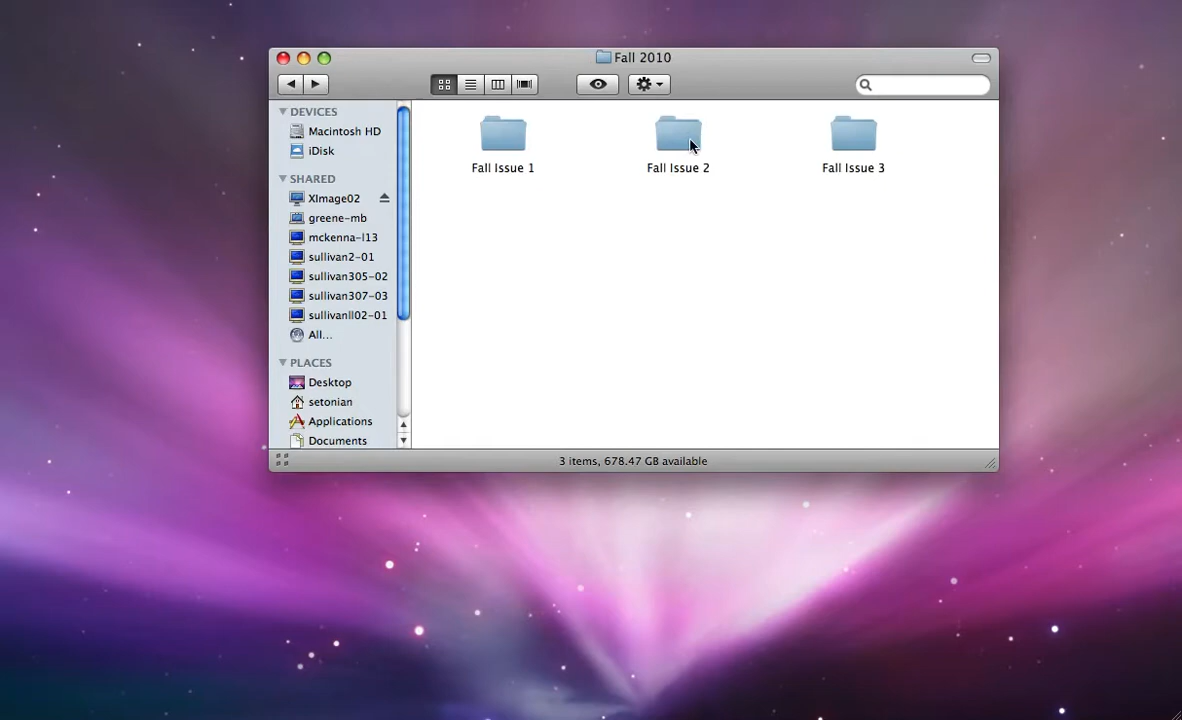 Fall 2010
DEVICES
Macintosh HD
iDisk
SHARED
XImage02
greene-mb
mckenna-l13
sullivan2-01
sullivan305-02
sullivan307-03
sullivanll02-01
All...
PLACES
Desktop
setonian
Applications
Documents
Fall Issue 1
Fall Issue 2
Fall Issue 3
3 items, 678.47 GB available